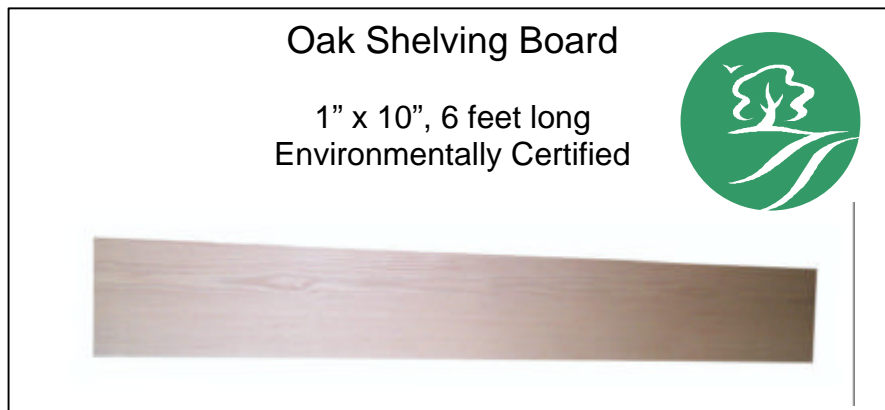 Oak Shelving Board
1” x 10”, 6 feet long
Environmentally Certified